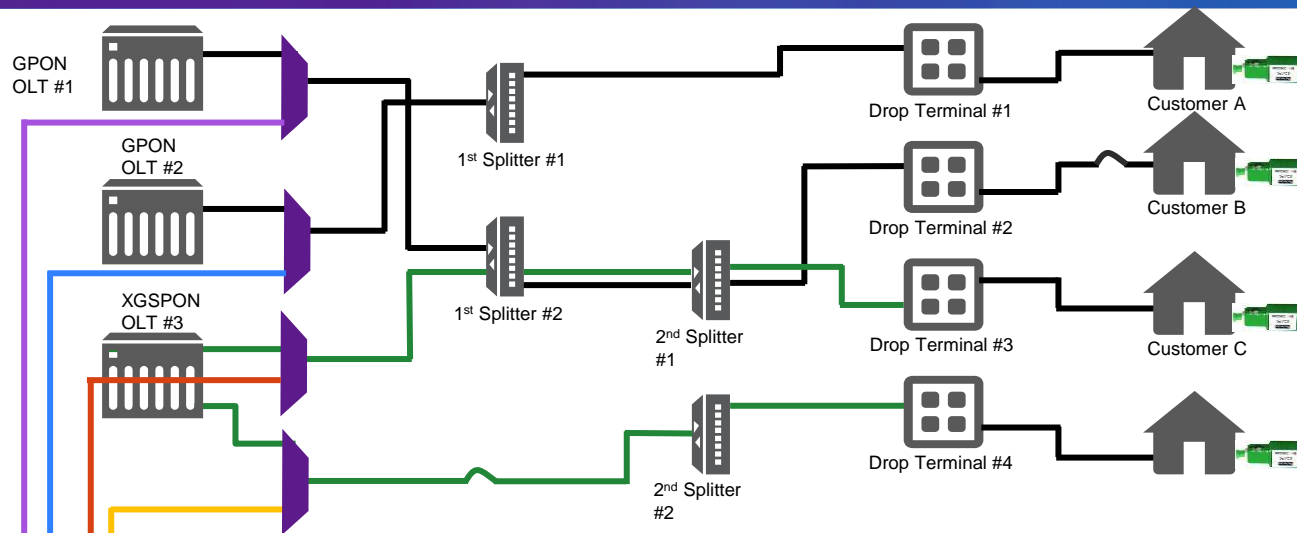 GPON
OLT #1
GPON
OLT #2
XGSPON
OLT #3
1st Splitter #1
1st Splitter #2
2nd Splitter
#1
2nd Splitter
#2
Drop Terminal #1
Drop Terminal #2
Drop Terminal #3
Drop Terminal #4
Customer A
Customer B
Customer C